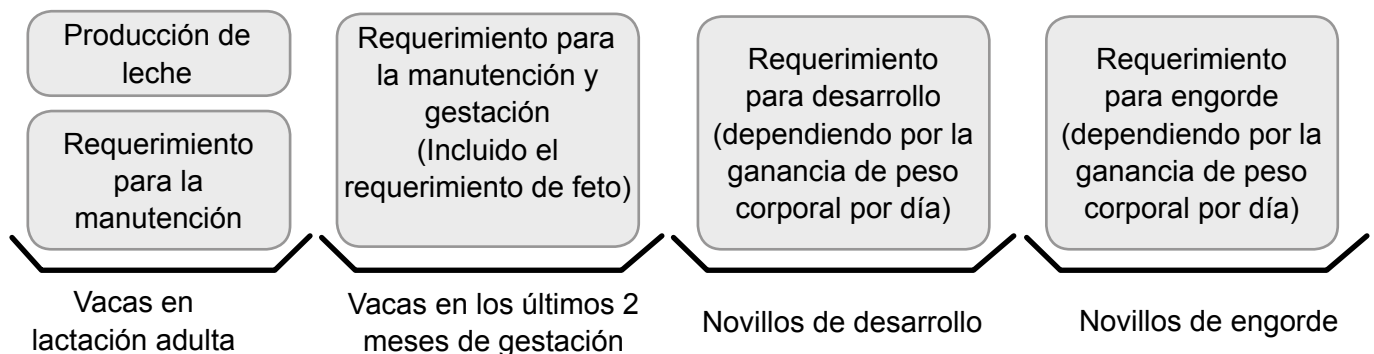 Producción de
leche
Requerimiento
para la
manutención
Vacas en
lactación adulta
Requerimiento para
la manutención y
gestación
(Incluido el
requerimiento de feto)
Vacas en los últimos 2
meses de gestación
Requerimiento
para desarrollo
(dependiendo por la
ganancia de peso
corporal por día)
Novillos de desarrollo
Requerimiento
para engorde
(dependiendo por la
ganancia de peso
corporal por día)
Novillos de engorde